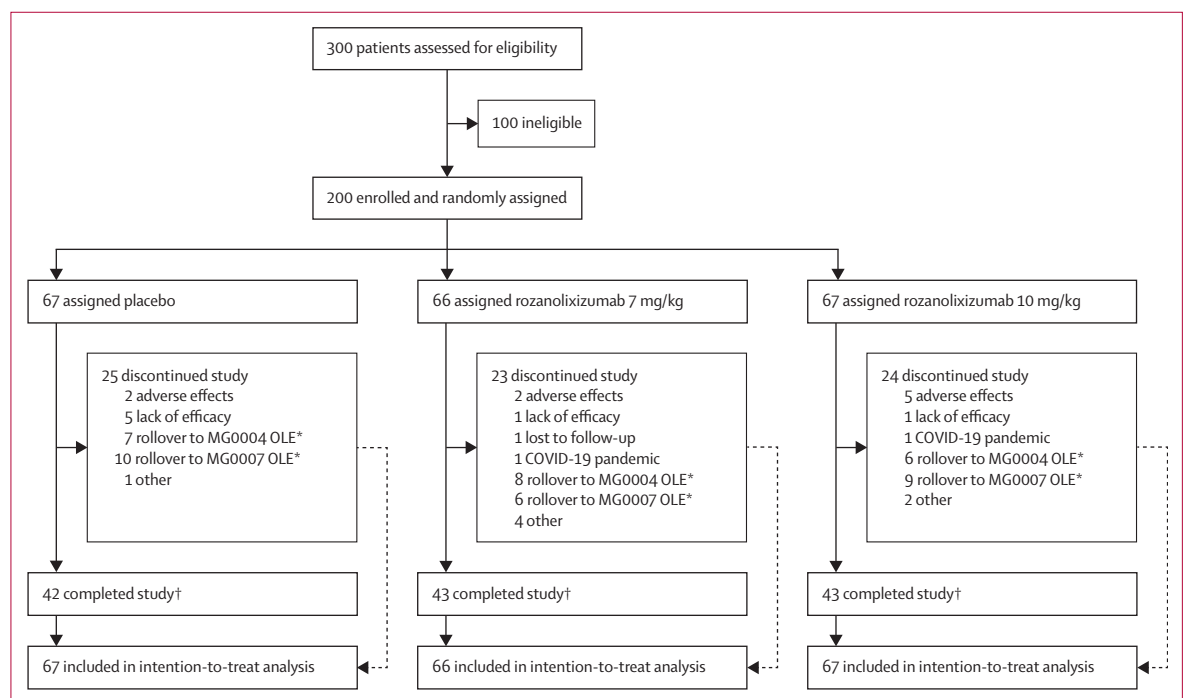 300 patients assessed for eligibility
100 ineligible
200 enrolled and randomly assigned
67 assigned placebo
66 assigned rozanolixizumab 7 mg/kg
67 assigned rozanolixizumab 10 mg/kg
25 discontinued study
2 adverse effects
5 lack of efficacy
7 rollover to MG0004 OLE*
10 rollover to MG0007 OLE*
1 other
23 discontinued study
2 adverse effects
1 lack of efficacy
1 lost to follow-up
1 COVID-19 pandemic
8 rollover to MG0004 OLE*
6 rollover to MG0007 OLE*
4 other
24 discontinued study
5 adverse effects
1 lack of efficacy
1 COVID-19 pandemic
6 rollover to MG0004 OLE*
9 rollover to MG0007 OLE*
2 other
42 completed study†
43 completed study†
43 completed study†
67 included in intention-to-treat analysis
66 included in intention-to-treat analysis
67 included in intention-to-treat analysis